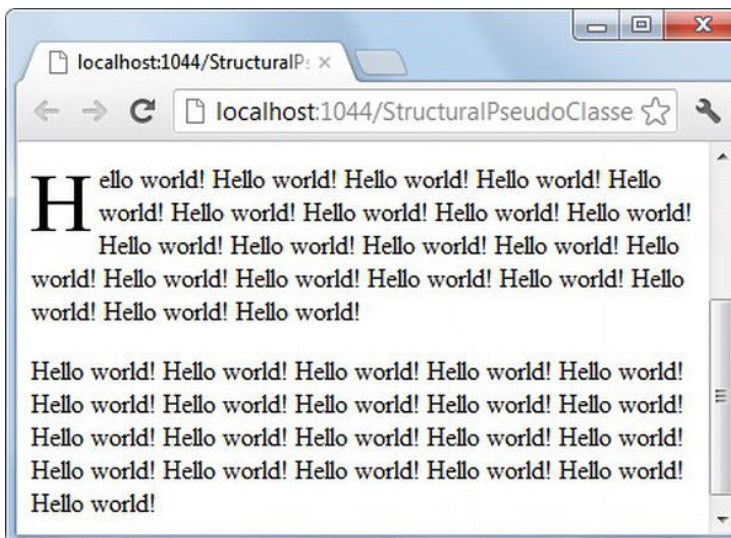 localhost:1044/StructuralP
localhost:1044/StructuralPseudoClasse
Hello world! Hello world! Hello world! Hello world! Hello
world! Hello world! Hello world! Hello world! Hello world!
Hello world! Hello world! Hello world! Hello world! Hello
world! Hello world! Hello world! Hello world! Hello world! Hello
world! Hello world! Hello world!
Hello world! Hello world! Hello world! Hello world! Hello world!
Hello world! Hello world! Hello world! Hello world! Hello world!
Hello world! Hello world! Hello world! Hello world! Hello world!
Hello world! Hello world! Hello world! Hello world! Hello world!
Hello world!